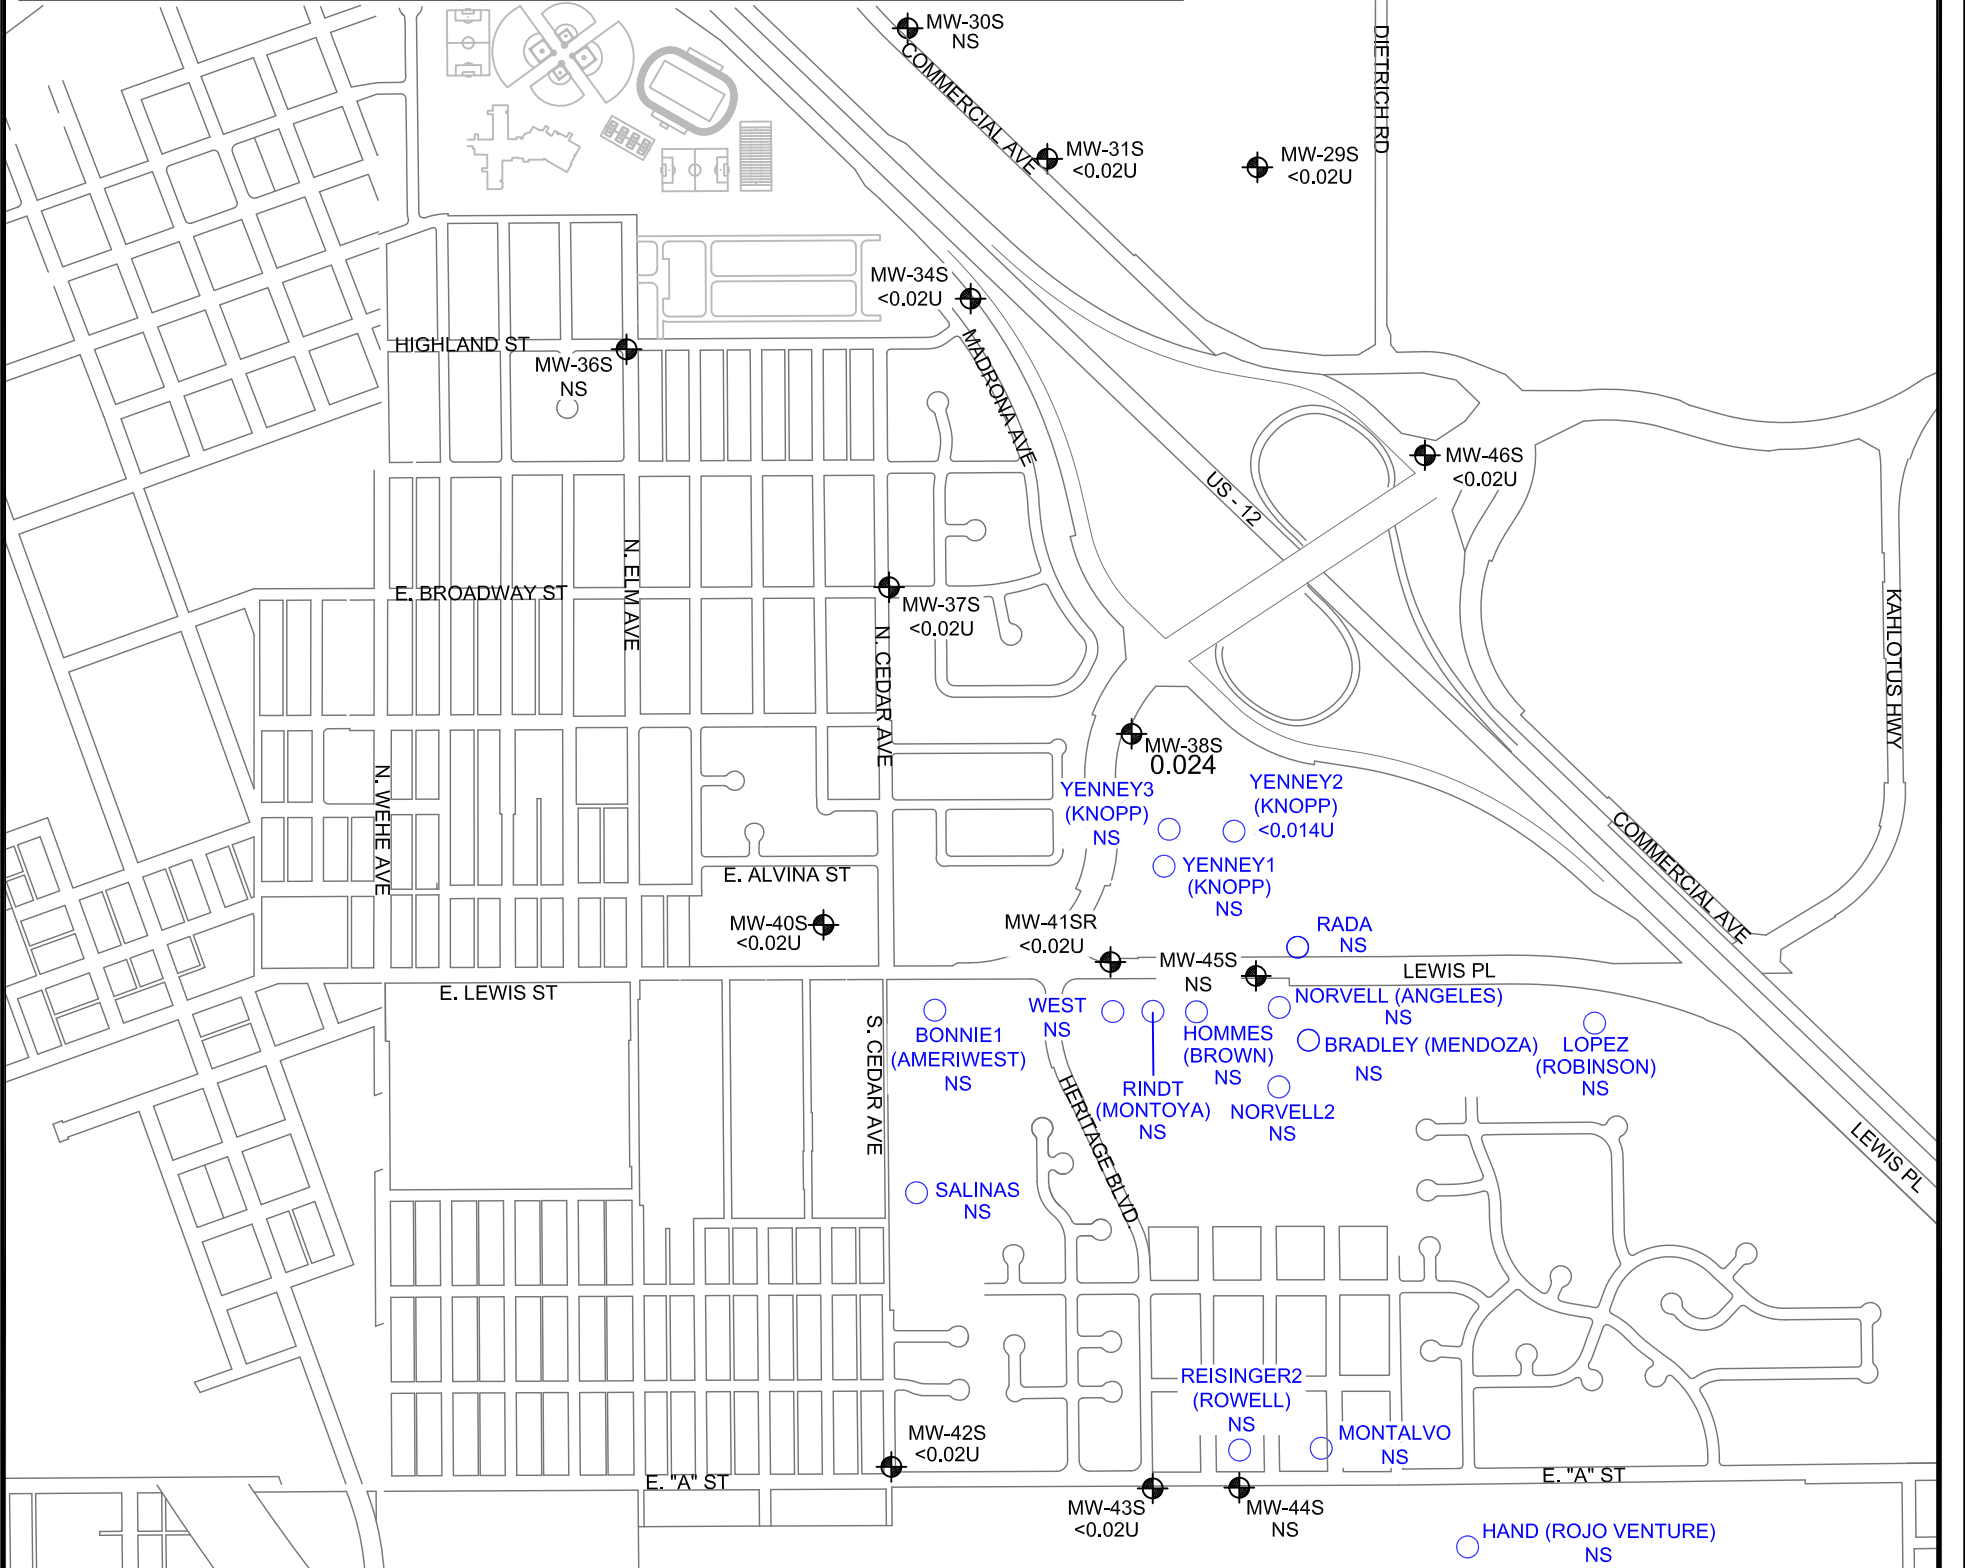 MW-30S
NS
COMMERCIAL AVE
DIETRICH RD
MW-31S
<0.02U
MW-29S
<0.02U
MW-34S
<0.02U
HIGHLAND ST
MW-36S
NS
MADRONA AVE
MW-46S
<0.02U
US - 12
E. BROADWAY ST
N. ELM AVE
MW-37S
<0.02U
N. CEDAR AVE
KAHLOTUS HWY
MW-38S
0.024
N. WEHE AVE
YENNEY3
(KNOPP)
NS
YENNEY2
(KNOPP)
<0.014U
YENNEY1
(KNOPP)
NS
COMMERCIAL AVE
E. ALVINA ST
MW-40S
<0.02U
MW-41SR
<0.02U
RADA
NS
MW-45S
NS
LEWIS PL
E. LEWIS ST
WEST
NS
NORVELL (ANGELES)
NS
BONNIE1
(AMERIWEST)
NS
S. CEDAR AVE
HOMMES
(BROWN)
NS
BRADLEY (MENDOZA)
NS
LOPEZ
(ROBINSON)
NS
RINDT
(MONTOYA)
NS
NORVELL2
NS
HERITAGE BLVD.
LEWIS PL
SALINAS
NS
REISINGER2
(ROWELL)
NS
MONTALVO
NS
MW-42S
<0.02U
E. "A" ST
E. "A" ST
MW-43S
<0.02U
MW-44S
NS
HAND (ROJO VENTURE)
NS